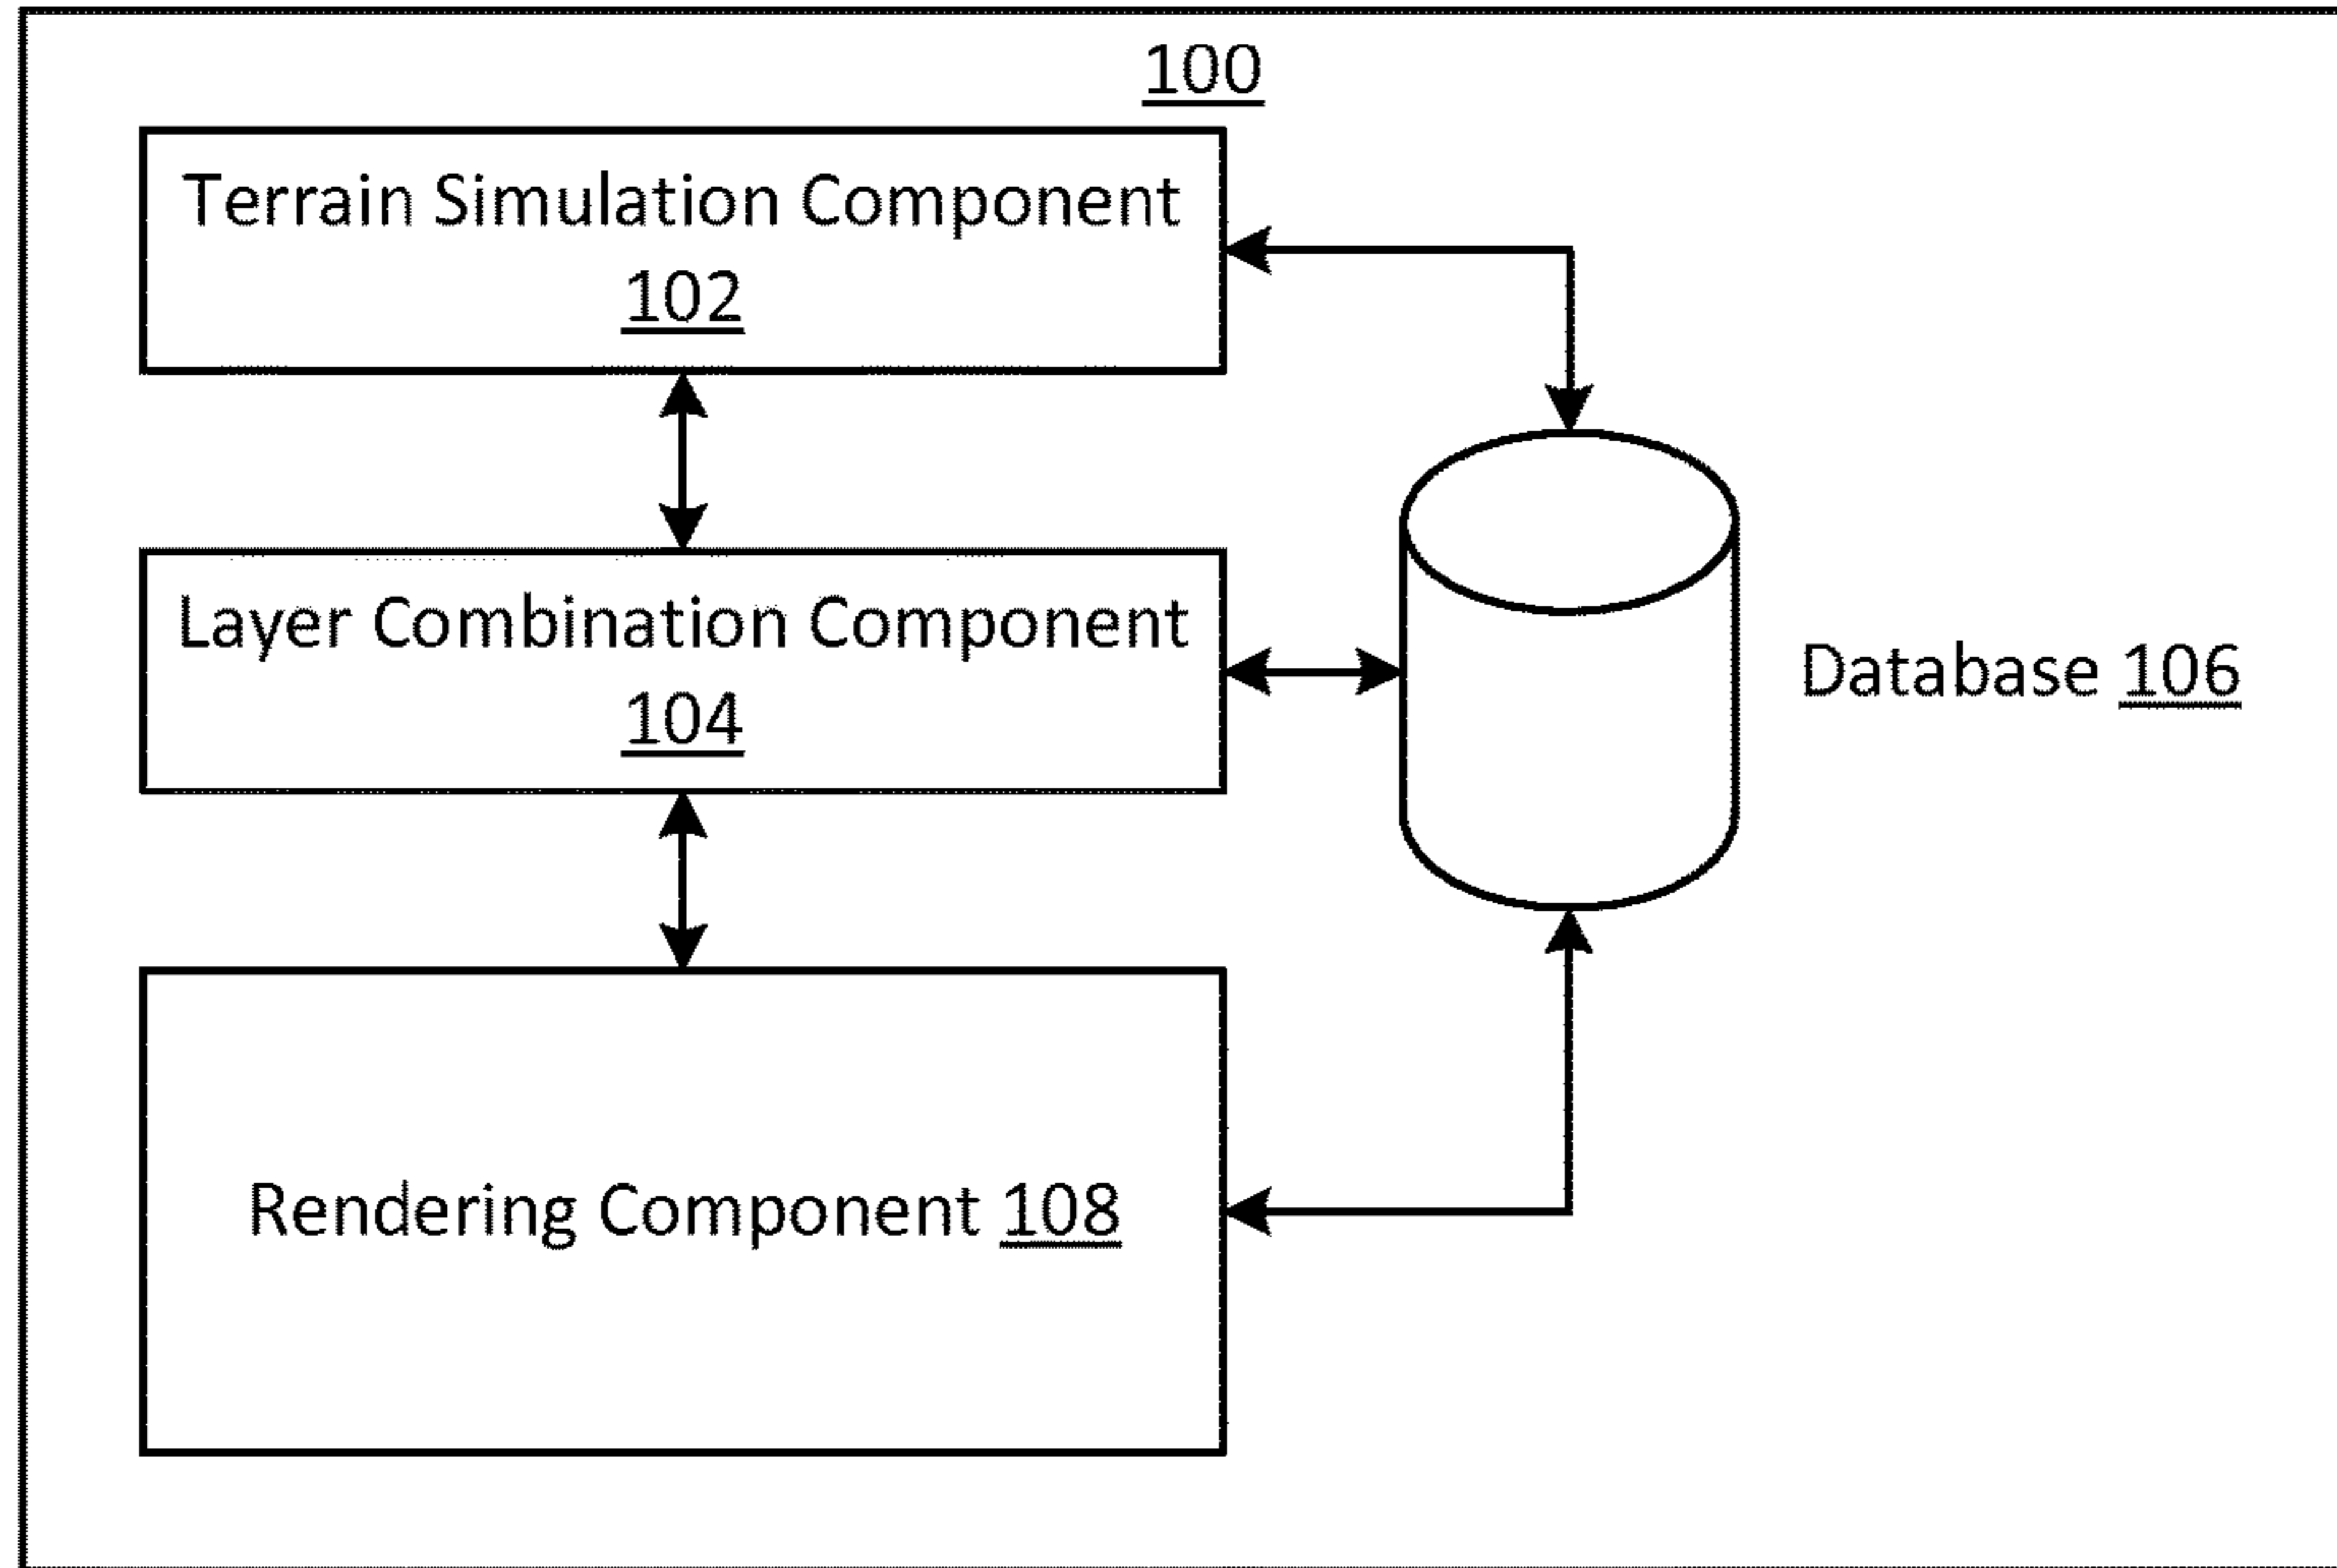 100
Terrain Simulation Component
102
Layer Combination Component
104
Database 106
Rendering Component 108